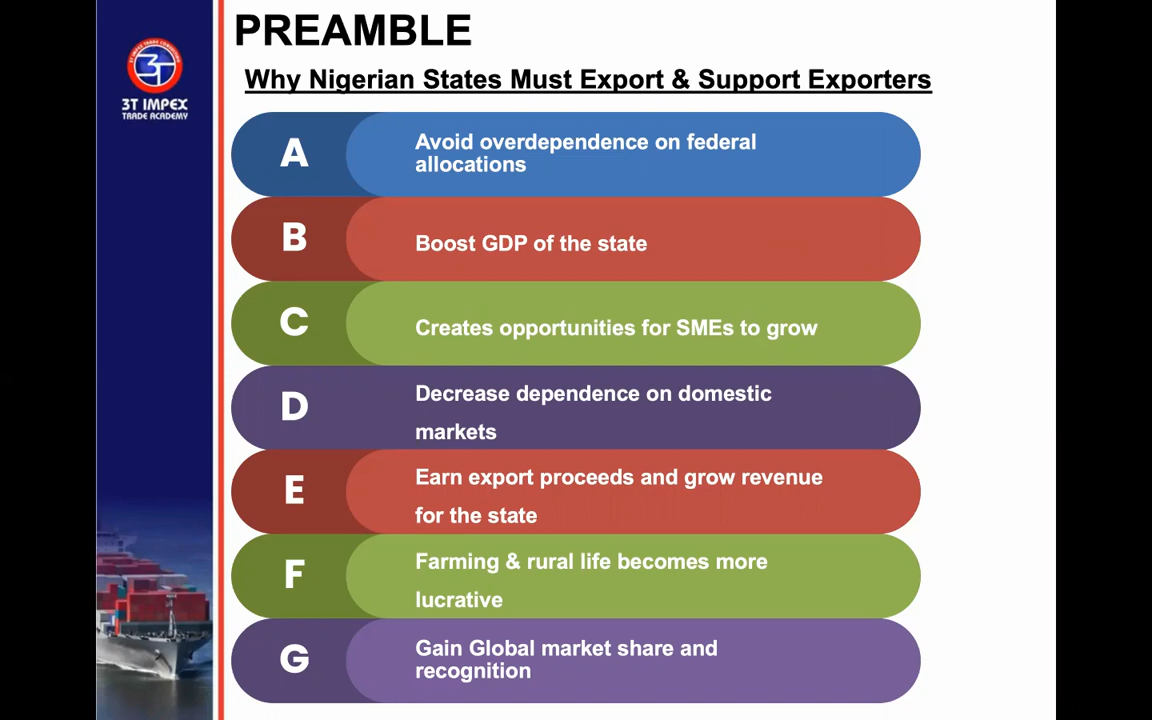 PREAMBLE
Why Nigerian States Must Export & Support Exporters
3T IMPEX
TRADE ACADEMY
A
Avoid overdependence on federal
allocations
B
Boost GDP of the state
C
Creates opportunities for SMEs to grow
D
Decrease dependence on domestic
markets
E
Earn export proceeds and grow revenue
for the state
F
Farming & rural life becomes more
lucrative
G
Gain Global market share and
recognition